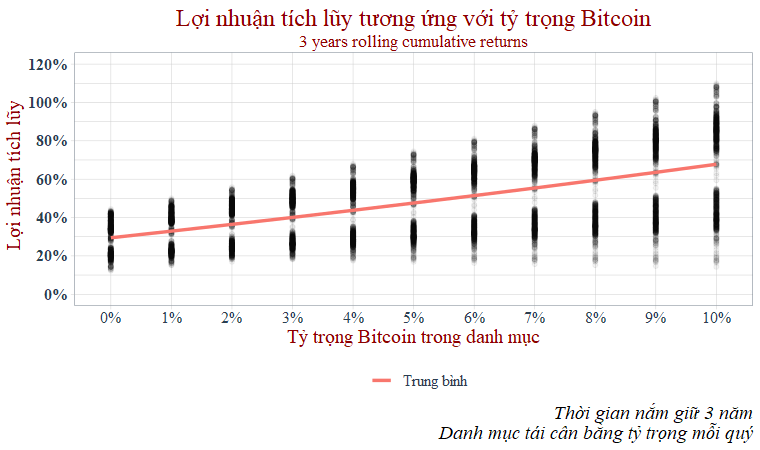 Lợi nhuận tích lũy tương ứng với tỷ trọng Bitcoin
3 years rolling cumulative returns
Lợi nhuận tích lũy
120%
100%
80%
60%
40%
20%
0%
0% 1% 2% 3% 4% 5% 6% 7% 8% 9% 10%
Tỷ trọng Bitcoin trong danh mục
Trung bình
Thời gian nắm giữ 3 năm
Danh mục tái cân bằng tỷ trọng mỗi quý